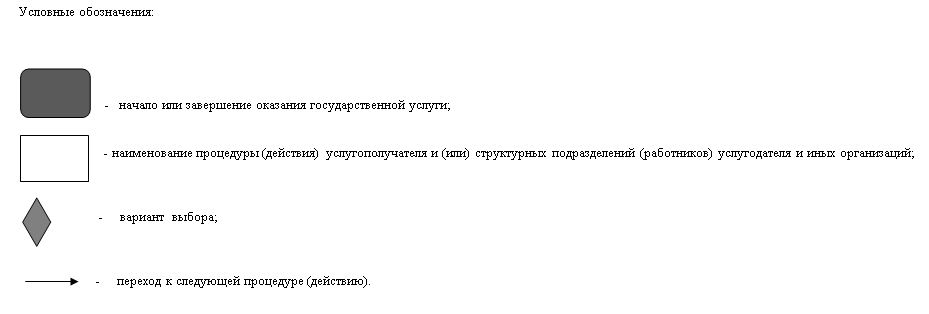 Условные обозначения:
- начало или завершение оказания государственной услуги;
- наименование процедуры (действия) услугополучателя и (или) структурных подразделений (работников) услугодателя и иных организаций;
- вариант выбора;
- переход к следующей процедуре (действию).